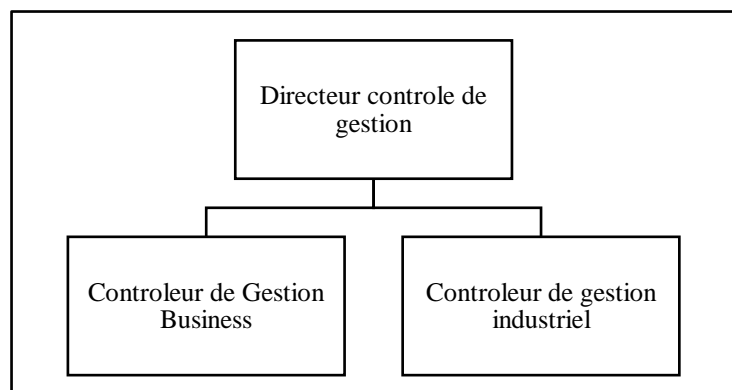 Directeur controle de
gestion
Controleur de Gestion
Business
Controleur de gestion
industriel